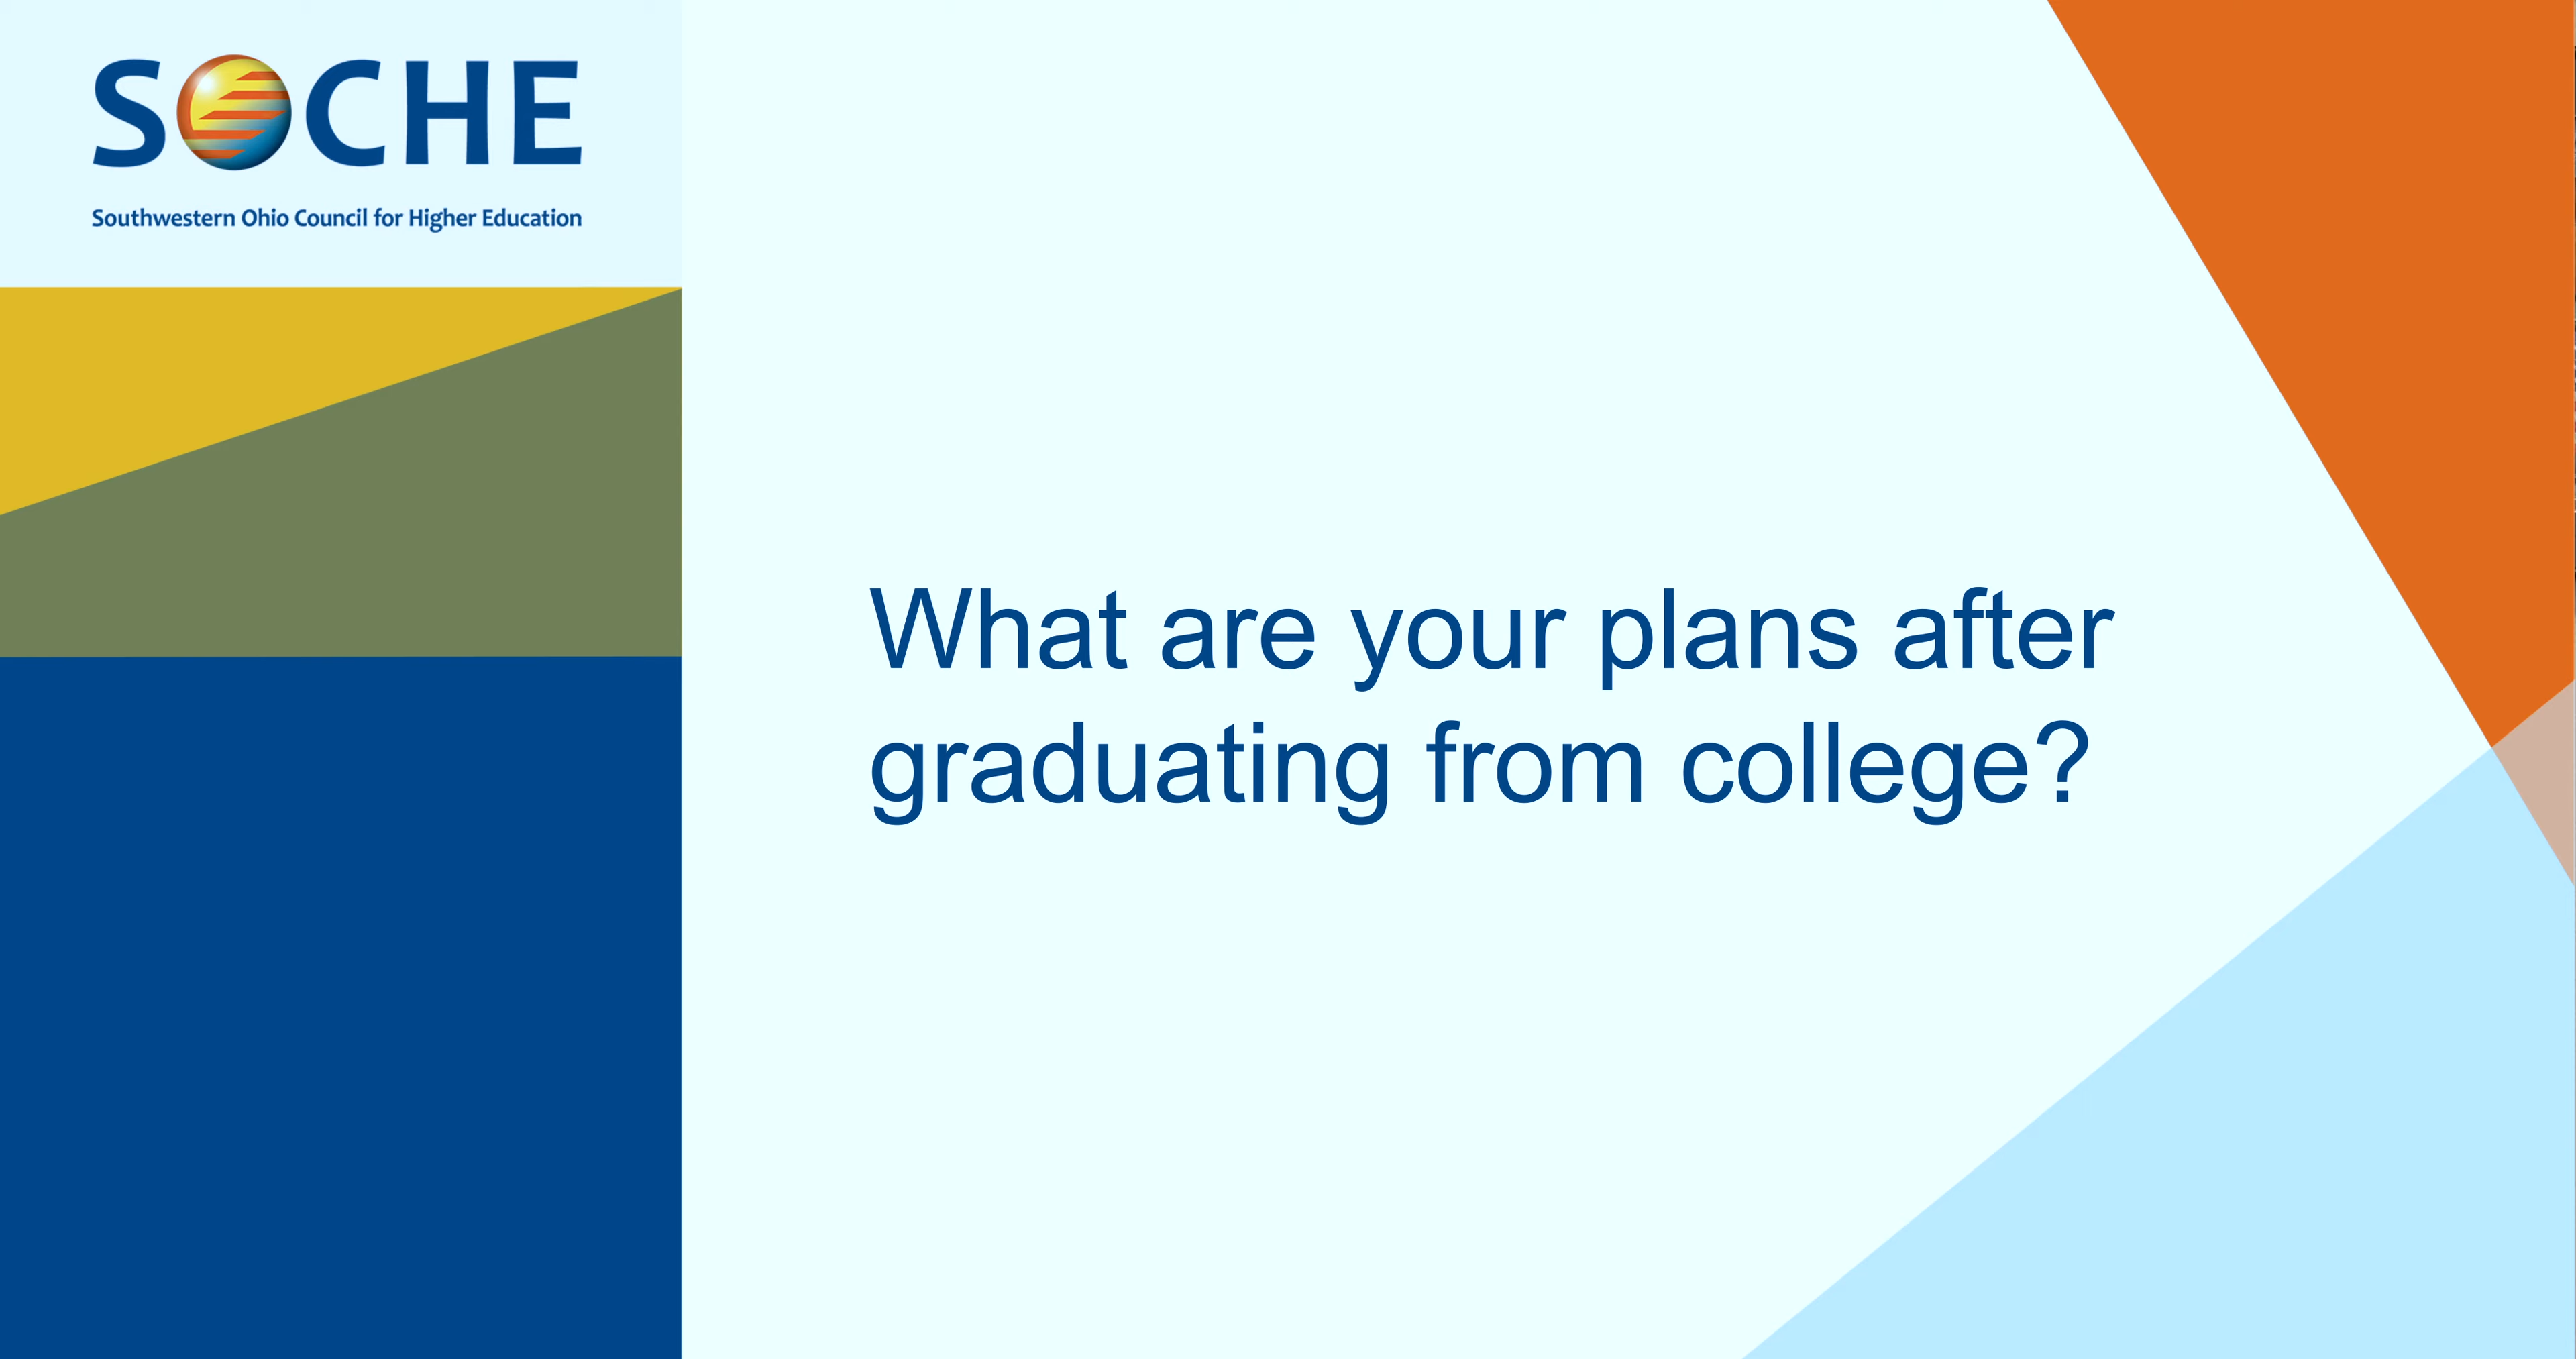 SOCHE
Southwestern Ohio Council for Higher Education
What are your plans after
graduating from college?